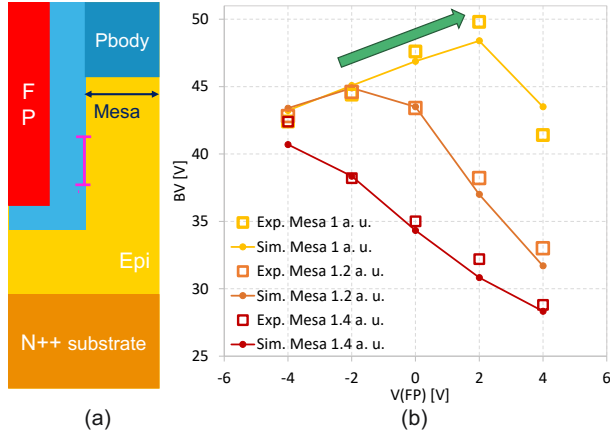 F
P
Pbody
Mesa
Epi
N++ substrate
(a)
BV [V]
50
45
40
35
30
25
Exp. Mesa 1 a. u.
Sim. Mesa 1 a. u.
Exp. Mesa 1.2 a. u.
Sim. Mesa 1.2 a. u.
Exp. Mesa 1.4 a. u.
Sim. Mesa 1.4 a. u.
-6 -4 -2 0 2 4 6
V(FP) [V]
(b)